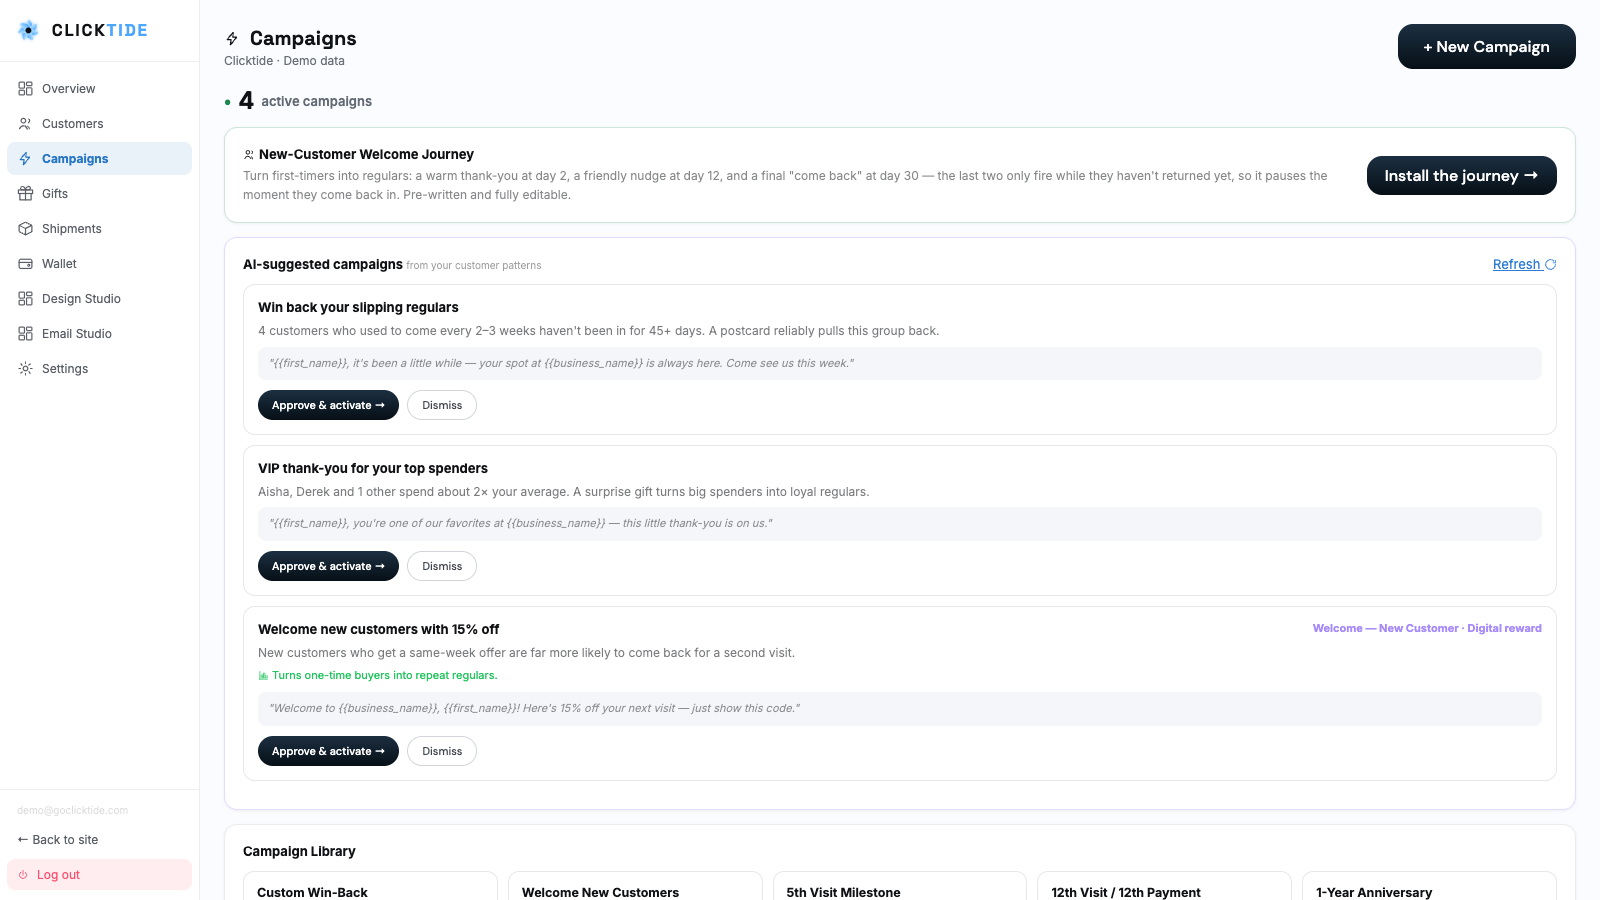 CLICKTIDE
Overview
Customers
Campaigns
Gifts
Shipments
Wallet
Design Studio
Email Studio
Settings
demo@goclicktide.com
← Back to site
Log out
Campaigns
Clicktide · Demo data
+ New Campaign
4 active campaigns
New-Customer Welcome Journey
Turn first-timers into regulars: a warm thank-you at day 2, a friendly nudge at day 12, and a final "come back" at day 30 — the last two only fire while they haven't returned yet, so it pauses the
moment they come back in. Pre-written and fully editable.
Install the journey →
AI-suggested campaigns from your customer patterns
Refresh
Win back your slipping regulars
4 customers who used to come every 2–3 weeks haven't been in for 45+ days. A postcard reliably pulls this group back.
"{{first_name}}, it's been a little while — your spot at {{business_name}} is always here. Come see us this week."
Approve & activate →
Dismiss
VIP thank-you for your top spenders
Aisha, Derek and 1 other spend about 2× your average. A surprise gift turns big spenders into loyal regulars.
"{{first_name}}, you're one of our favorites at {{business_name}} — this little thank-you is on us."
Approve & activate →
Dismiss
Welcome new customers with 15% off
Welcome — New Customer · Digital reward
New customers who get a same-week offer are far more likely to come back for a second visit.
Turns one-time buyers into repeat regulars.
"Welcome to {{business_name}}, {{first_name}}! Here's 15% off your next visit — just show this code."
Approve & activate →
Dismiss
Campaign Library
Custom Win-Back
Welcome New Customers
5th Visit Milestone
12th Visit / 12th Payment
1-Year Anniversary